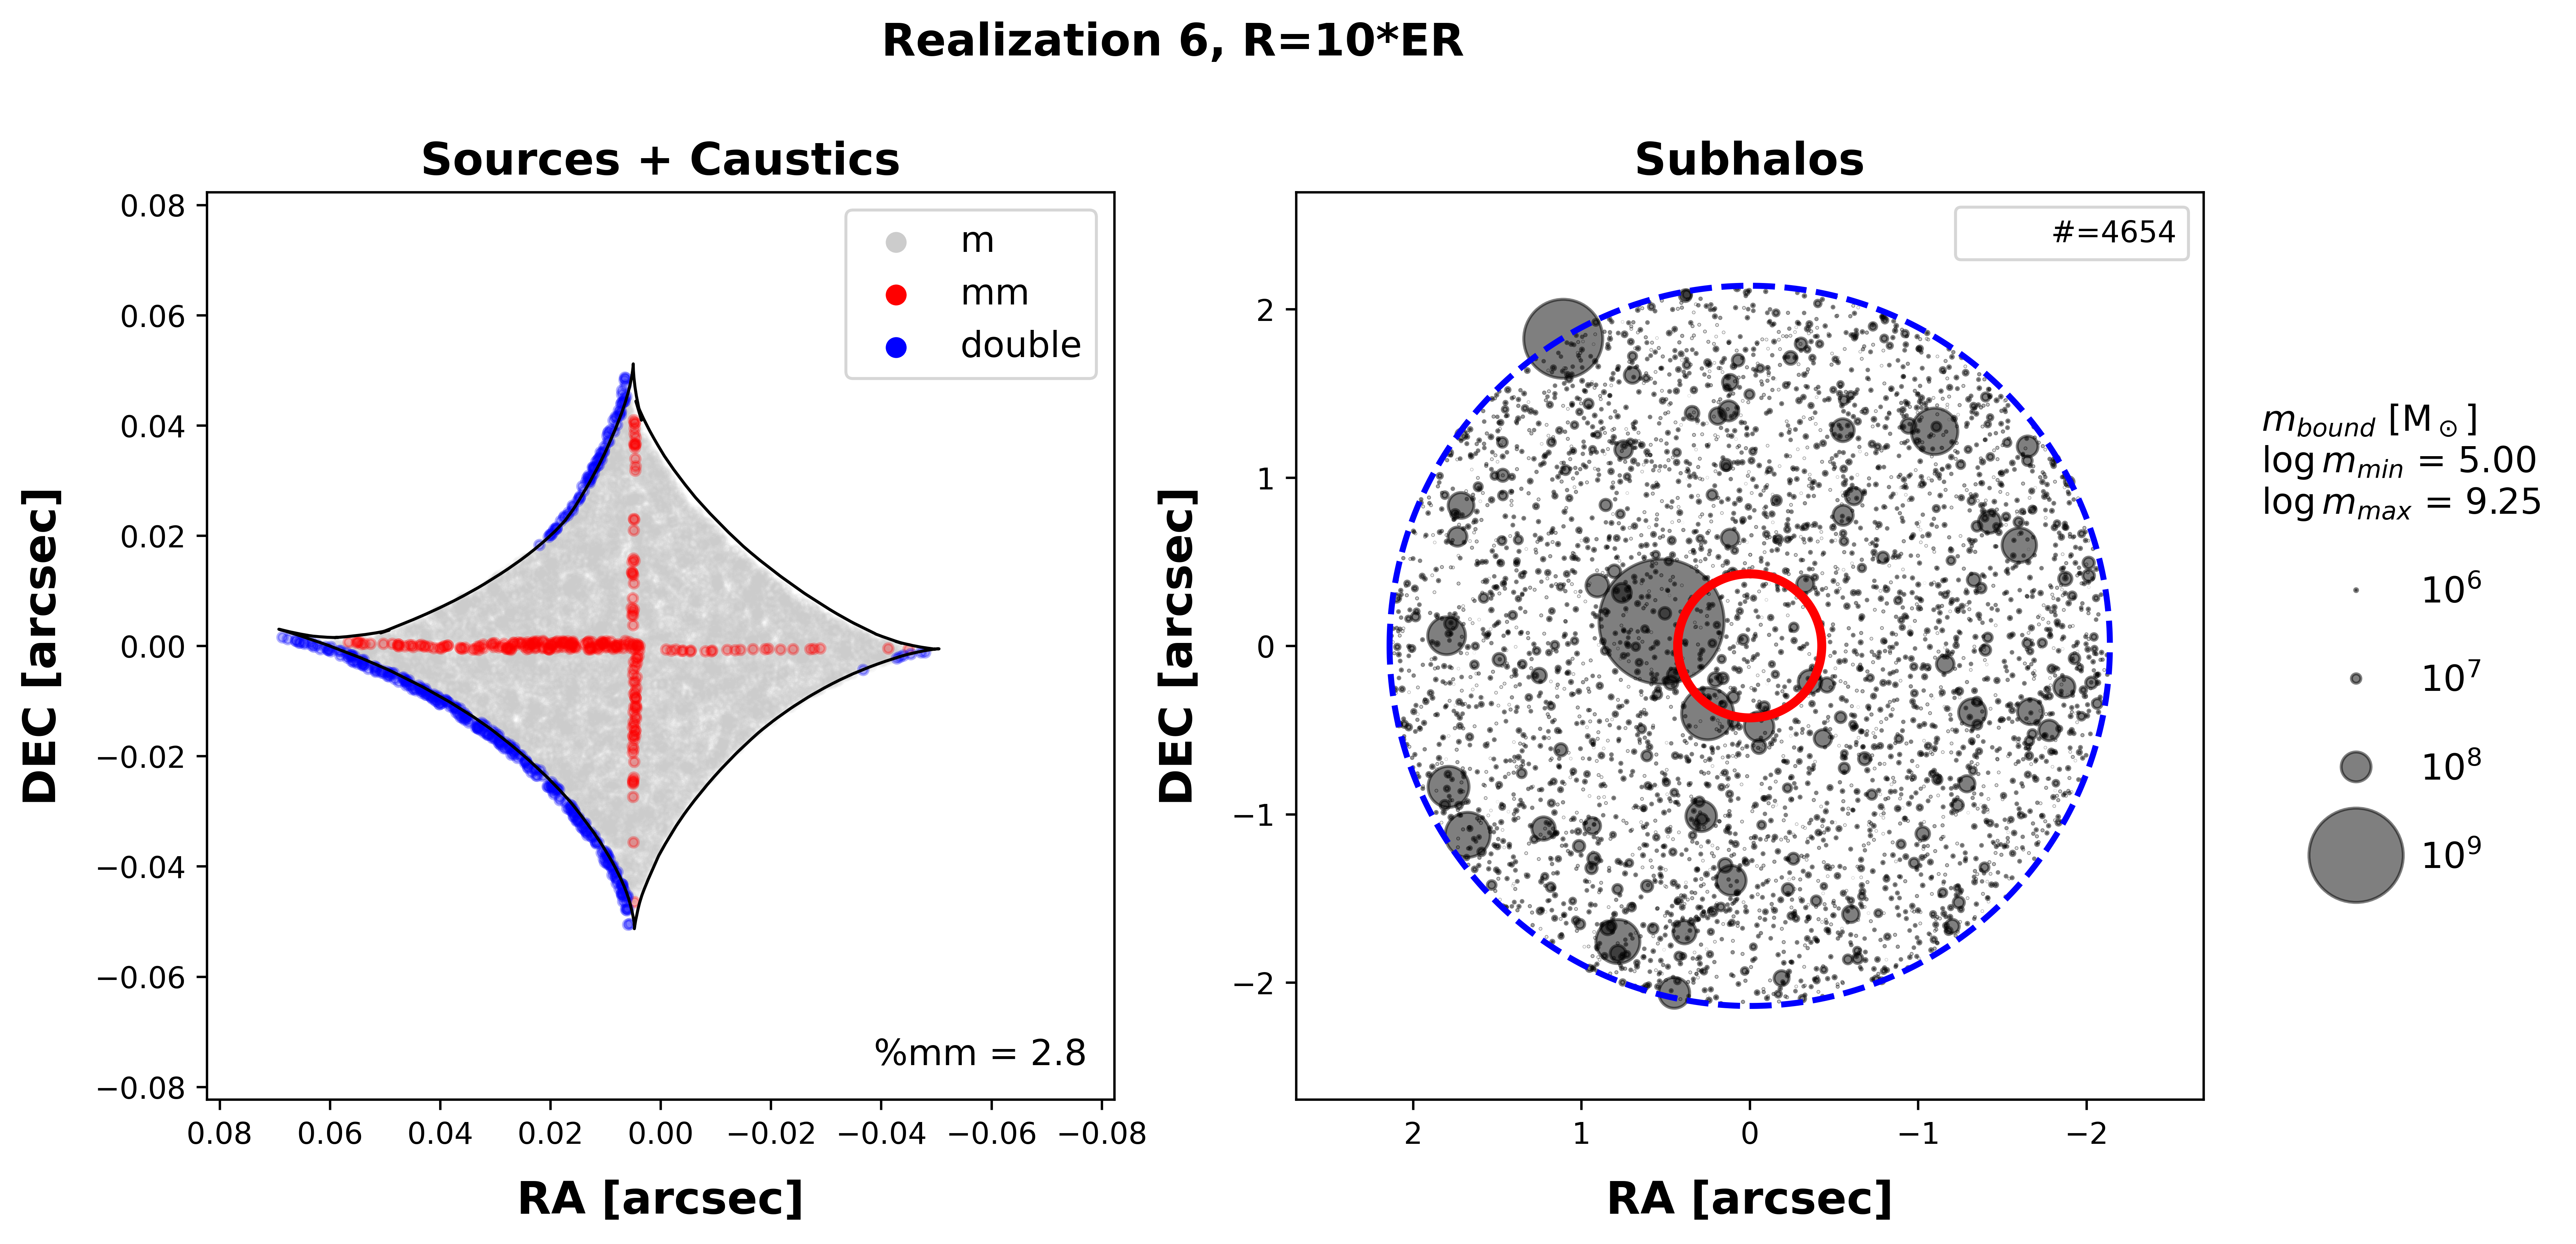 Realization 6, R=10*ER
Sources + Caustics
m
mm
double
%mm = 2.8
0.08
0.06
0.04
0.02
0.00
−0.02
−0.04
−0.06
−0.08
DEC [arcsec]
0.08 0.06 0.04 0.02 0.00 −0.02 −0.04 −0.06 −0.08
RA [arcsec]
Subhalos
#=4654
2
1
0
−1
−2
DEC [arcsec]
2 1 0 −1 −2
RA [arcsec]
m_bound [M_⊙]
log m_min = 5.00
log m_max = 9.25
10^6
10^7
10^8
10^9